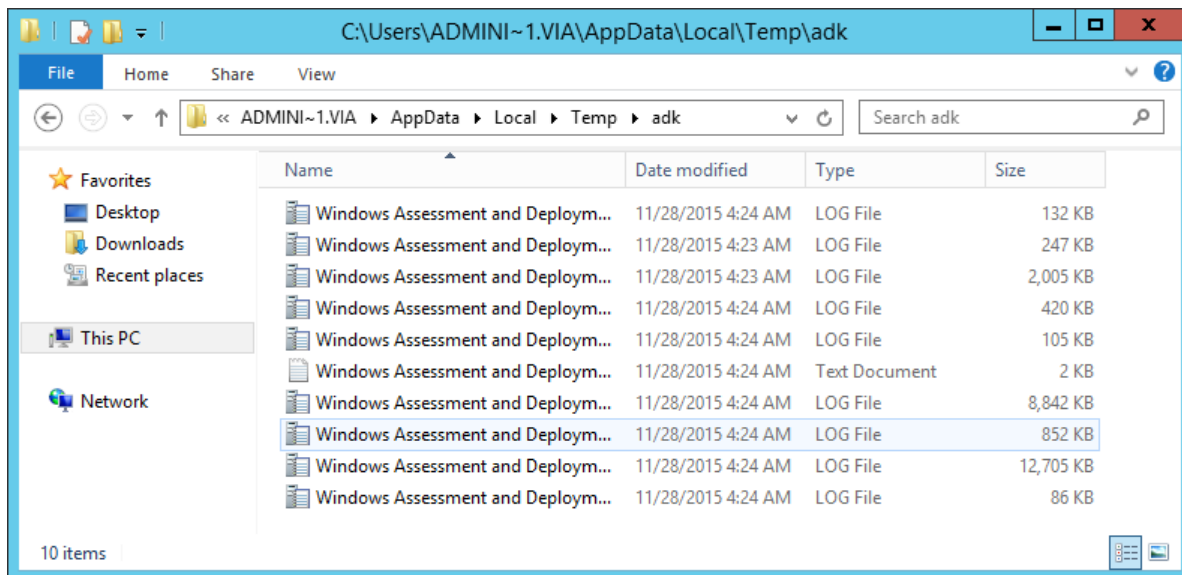 C:\Users\ADMINI~1.VIA\AppData\Local\Temp\adk
File Home Share View
« ADMINI~1.VIA AppData Local Temp adk Search adk
Name Date modified Type Size
Favorites
Desktop
Downloads
Recent places
This PC
Network
Windows Assessment and Deploym... 11/28/2015 4:24 AM LOG File 132 KB
Windows Assessment and Deploym... 11/28/2015 4:23 AM LOG File 247 KB
Windows Assessment and Deploym... 11/28/2015 4:23 AM LOG File 2,005 KB
Windows Assessment and Deploym... 11/28/2015 4:24 AM LOG File 420 KB
Windows Assessment and Deploym... 11/28/2015 4:24 AM LOG File 105 KB
Windows Assessment and Deploym... 11/28/2015 4:24 AM Text Document 2 KB
Windows Assessment and Deploym... 11/28/2015 4:24 AM LOG File 8,842 KB
Windows Assessment and Deploym... 11/28/2015 4:24 AM LOG File 852 KB
Windows Assessment and Deploym... 11/28/2015 4:24 AM LOG File 12,705 KB
Windows Assessment and Deploym... 11/28/2015 4:24 AM LOG File 86 KB
10 items